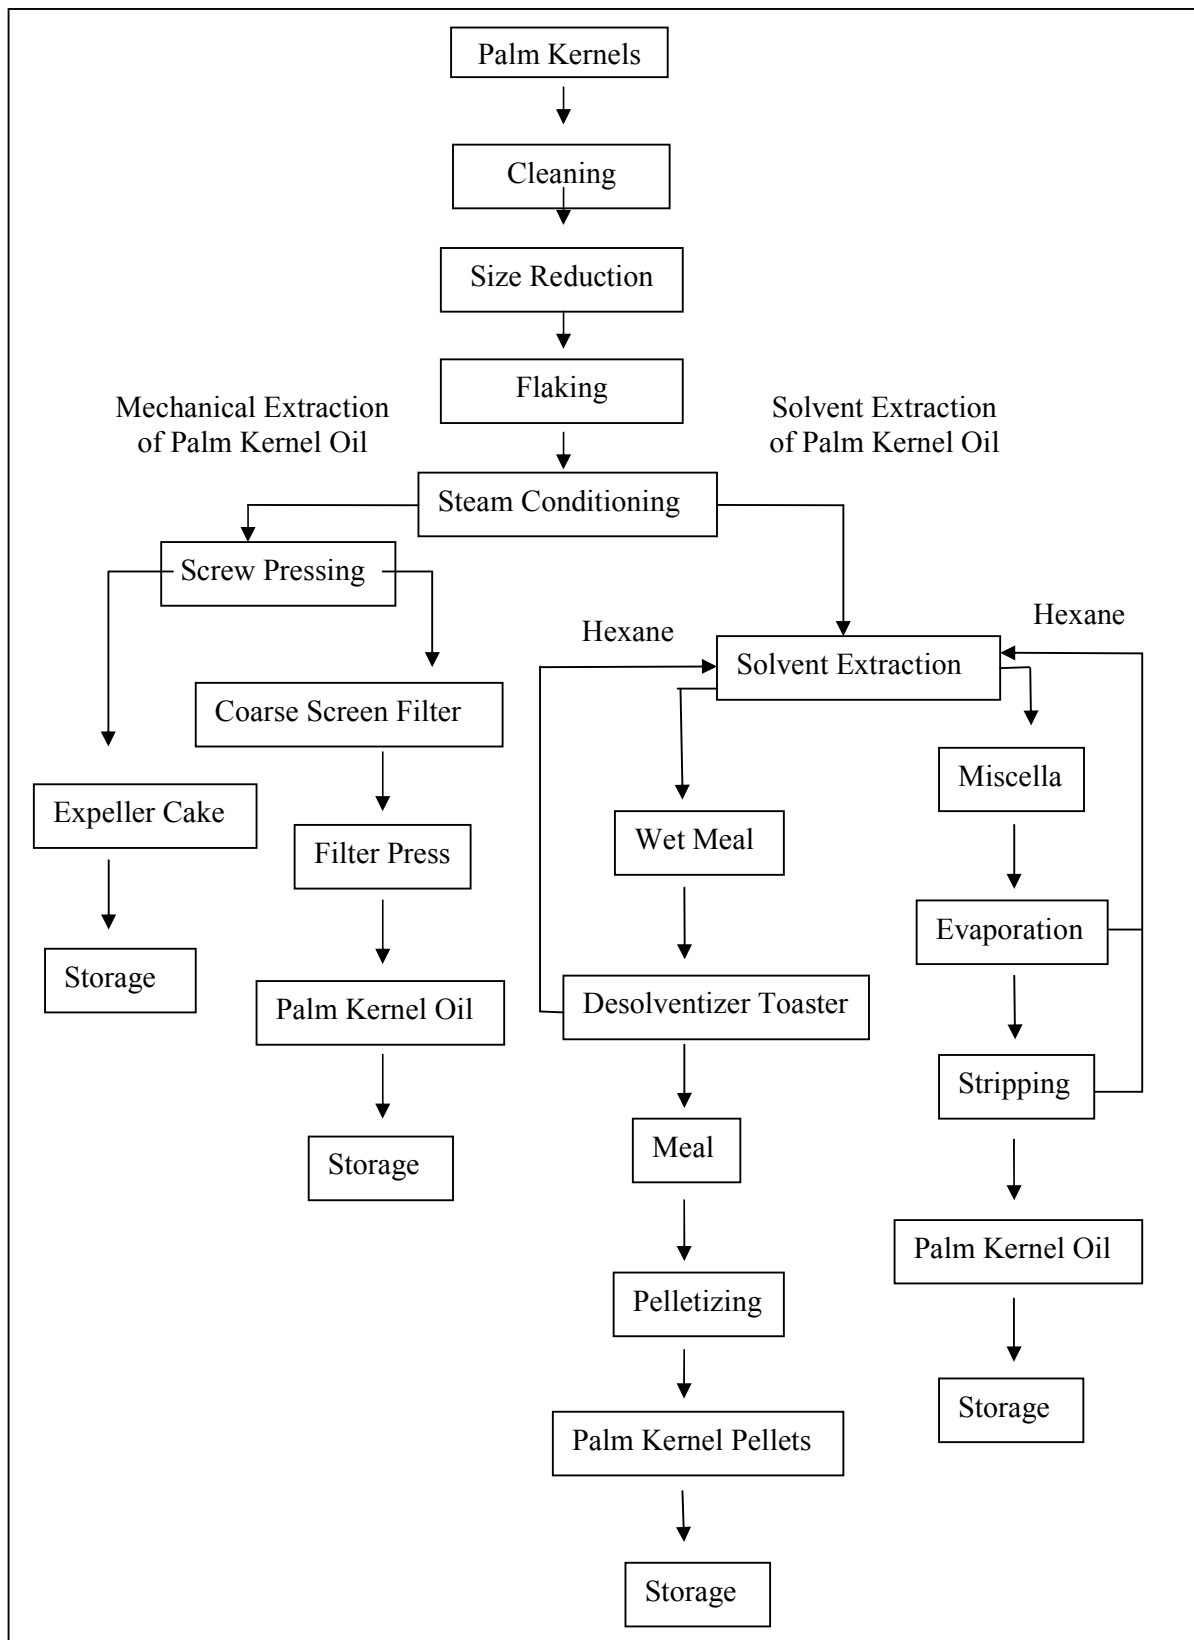 Palm Kernels
Cleaning
Size Reduction
Flaking
Mechanical Extraction
of Palm Kernel Oil
Solvent Extraction
of Palm Kernel Oil
Steam Conditioning
Screw Pressing
Hexane
Hexane
Solvent Extraction
Coarse Screen Filter
Miscella
Expeller Cake
Filter Press
Wet Meal
Evaporation
Storage
Palm Kernel Oil
Desolventizer Toaster
Stripping
Storage
Meal
Palm Kernel Oil
Pelletizing
Storage
Palm Kernel Pellets
Storage